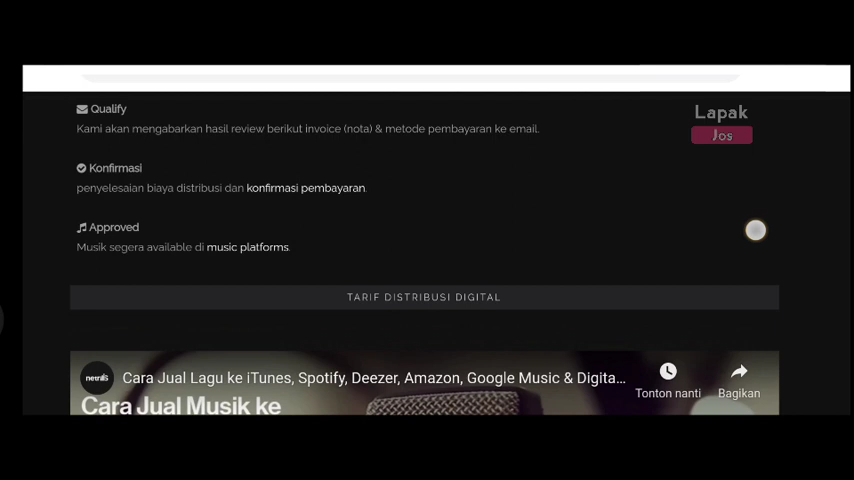 Qualify
Kami akan mengabarkan hasil review berikut invoice (nota) & metode pembayaran ke email.
Lapak
Jos
Konfirmasi
penyelesaian biaya distribusi dan konfirmasi pembayaran.
Approved
Musik segera available di music platforms.
TARIF DISTRIBUSI DIGITAL
netrilis
Cara Jual Lagu ke iTunes, Spotify, Deezer, Amazon, Google Music & Digita...
Tonton nanti
Bagikan
Cara Jual Musik ke